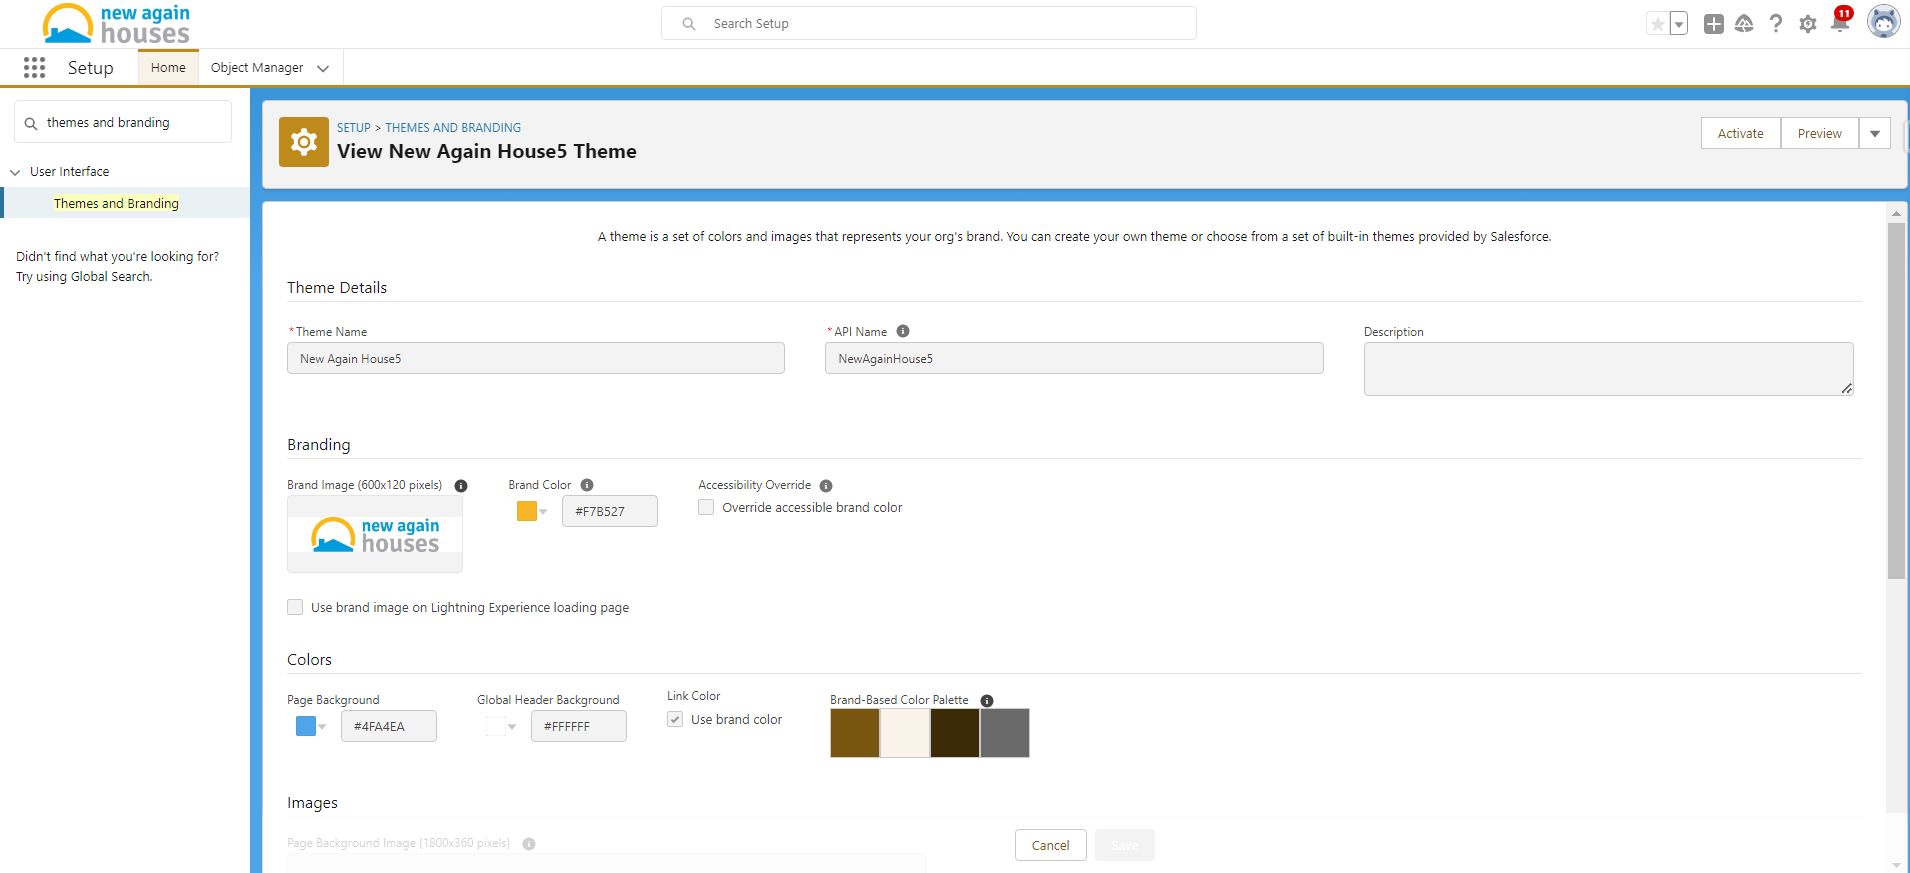 new again
houses
Search Setup
11
Setup
Home
Object Manager
themes and branding
User Interface
Themes and Branding
Didn't find what you're looking for?
Try using Global Search.
SETUP > THEMES AND BRANDING
View New Again House5 Theme
Activate
Preview
A theme is a set of colors and images that represents your org's brand. You can create your own theme or choose from a set of built-in themes provided by Salesforce.
Theme Details
*Theme Name
New Again House5
*API Name
NewAgainHouse5
Description
Branding
Brand Image (600x120 pixels)
new again
houses
Brand Color
#F7B527
Accessibility Override
Override accessible brand color
Use brand image on Lightning Experience loading page
Colors
Page Background
#4FA4EA
Global Header Background
#FFFFFF
Link Color
Use brand color
Brand-Based Color Palette
Images
Page Background Image (1800x360 pixels)
Cancel
Save